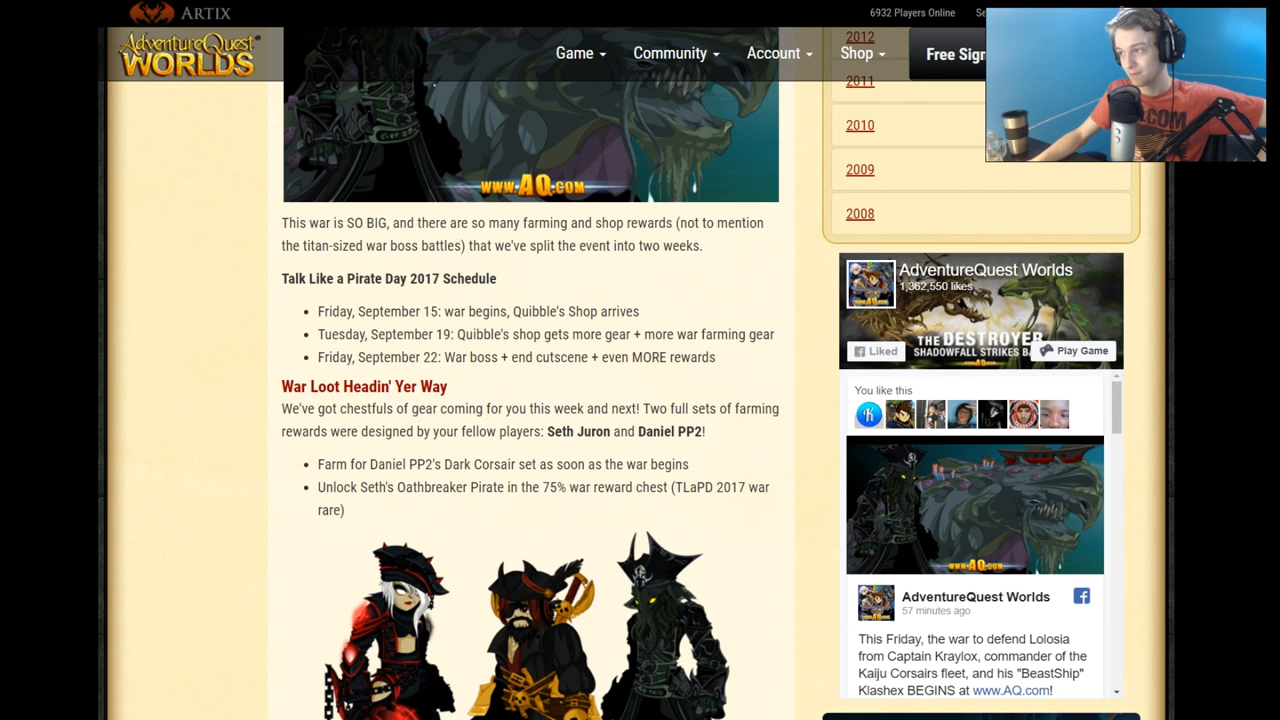 ARTIX
6932 Players Online
AdventureQuest
WORLDS
Game
Community
Account
Shop
Free Sign
WWW.AQ.COM
This war is SO BIG, and there are so many farming and shop rewards (not to mention
the titan-sized war boss battles) that we've split the event into two weeks.
Talk Like a Pirate Day 2017 Schedule
• Friday, September 15: war begins, Quibble's Shop arrives
• Tuesday, September 19: Quibble's shop gets more gear + more war farming gear
• Friday, September 22: War boss + end cutscene + even MORE rewards
War Loot Headin' Yer Way
We've got chestfuls of gear coming for you this week and next! Two full sets of farming
rewards were designed by your fellow players: Seth Juron and Daniel PP2!
• Farm for Daniel PP2's Dark Corsair set as soon as the war begins
• Unlock Seth's Oathbreaker Pirate in the 75% war reward chest (TLaPD 2017 war
rare)
2012
2011
2010
2009
2008
AdventureQuest Worlds
1,362,550 likes
THE DESTROYER
SHADOWFALL STRIKES BA
Liked
Play Game
You like this
WWW.AQ.COM
AdventureQuest Worlds
57 minutes ago
This Friday, the war to defend Lolosia
from Captain Kraylox, commander of the
Kaiju Corsairs fleet, and his "BeastShip"
Klashex BEGINS at www.AQ.com!